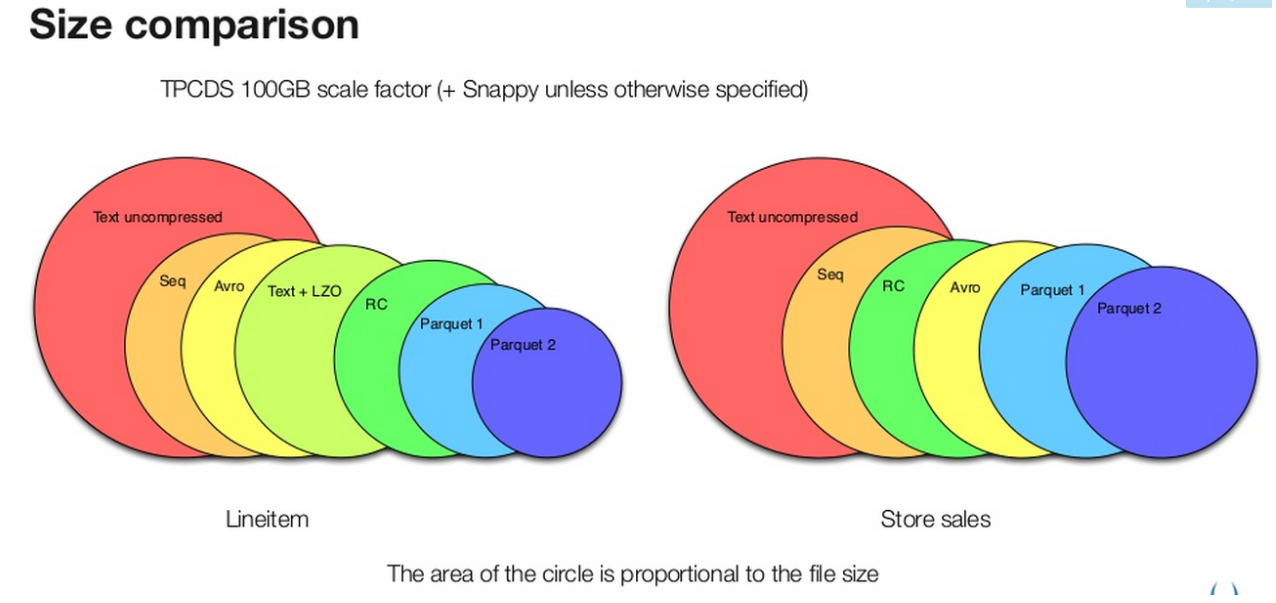 Size comparison
TPCDS 100GB scale factor (+ Snappy unless otherwise specified)
Text uncompressed
Seq
Avro
Text + LZO
RC
Parquet 1
Parquet 2
Text uncompressed
Seq
RC
Avro
Parquet 1
Parquet 2
Lineitem
Store sales
The area of the circle is proportional to the file size